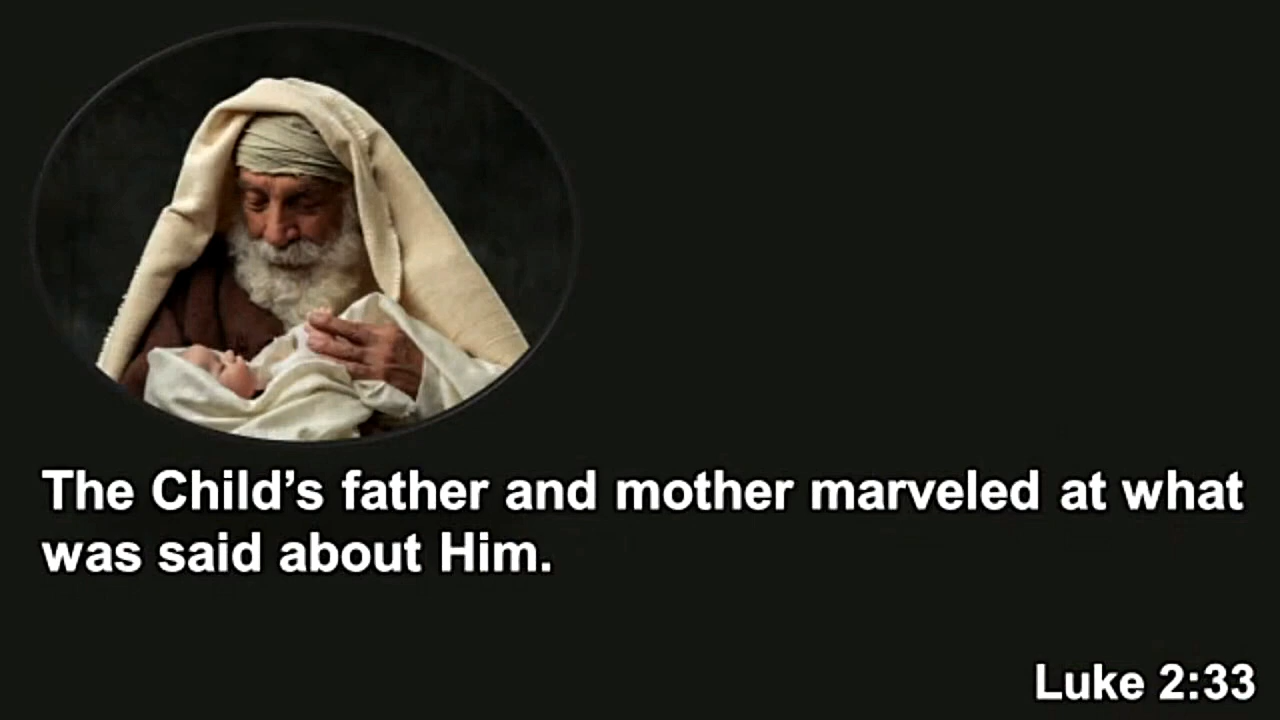 The Child’s father and mother marveled at what
was said about Him.
Luke 2:33